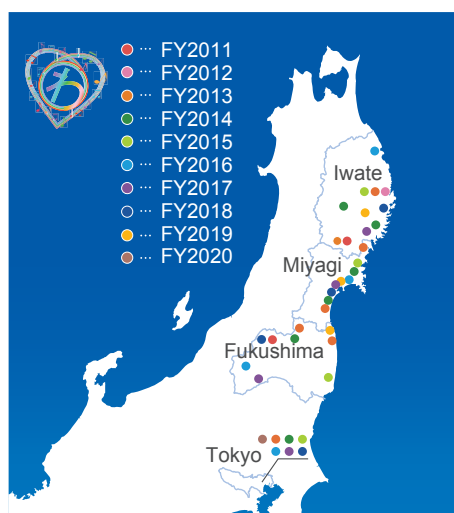 ··· FY2011
··· FY2012
··· FY2013
··· FY2014
··· FY2015
··· FY2016
··· FY2017
··· FY2018
··· FY2019
··· FY2020
Iwate
Miyagi
Fukushima
Tokyo